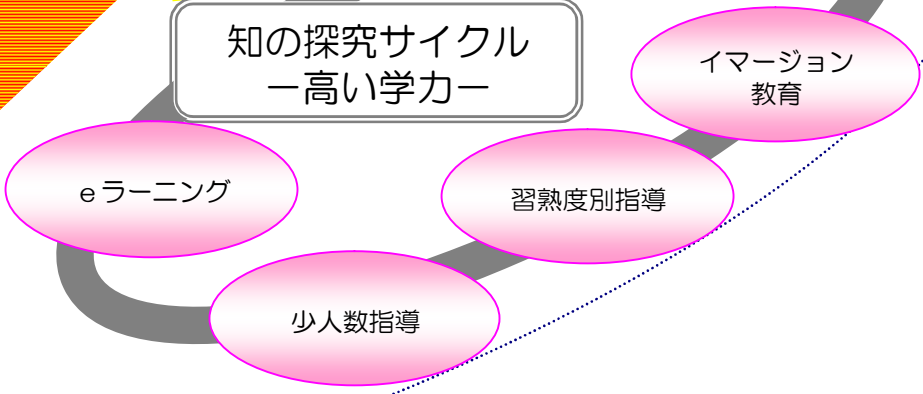 知の探究サイクル
ー高い学力ー
イマージョン
教育
eラーニング
習熟度別指導
少人数指導